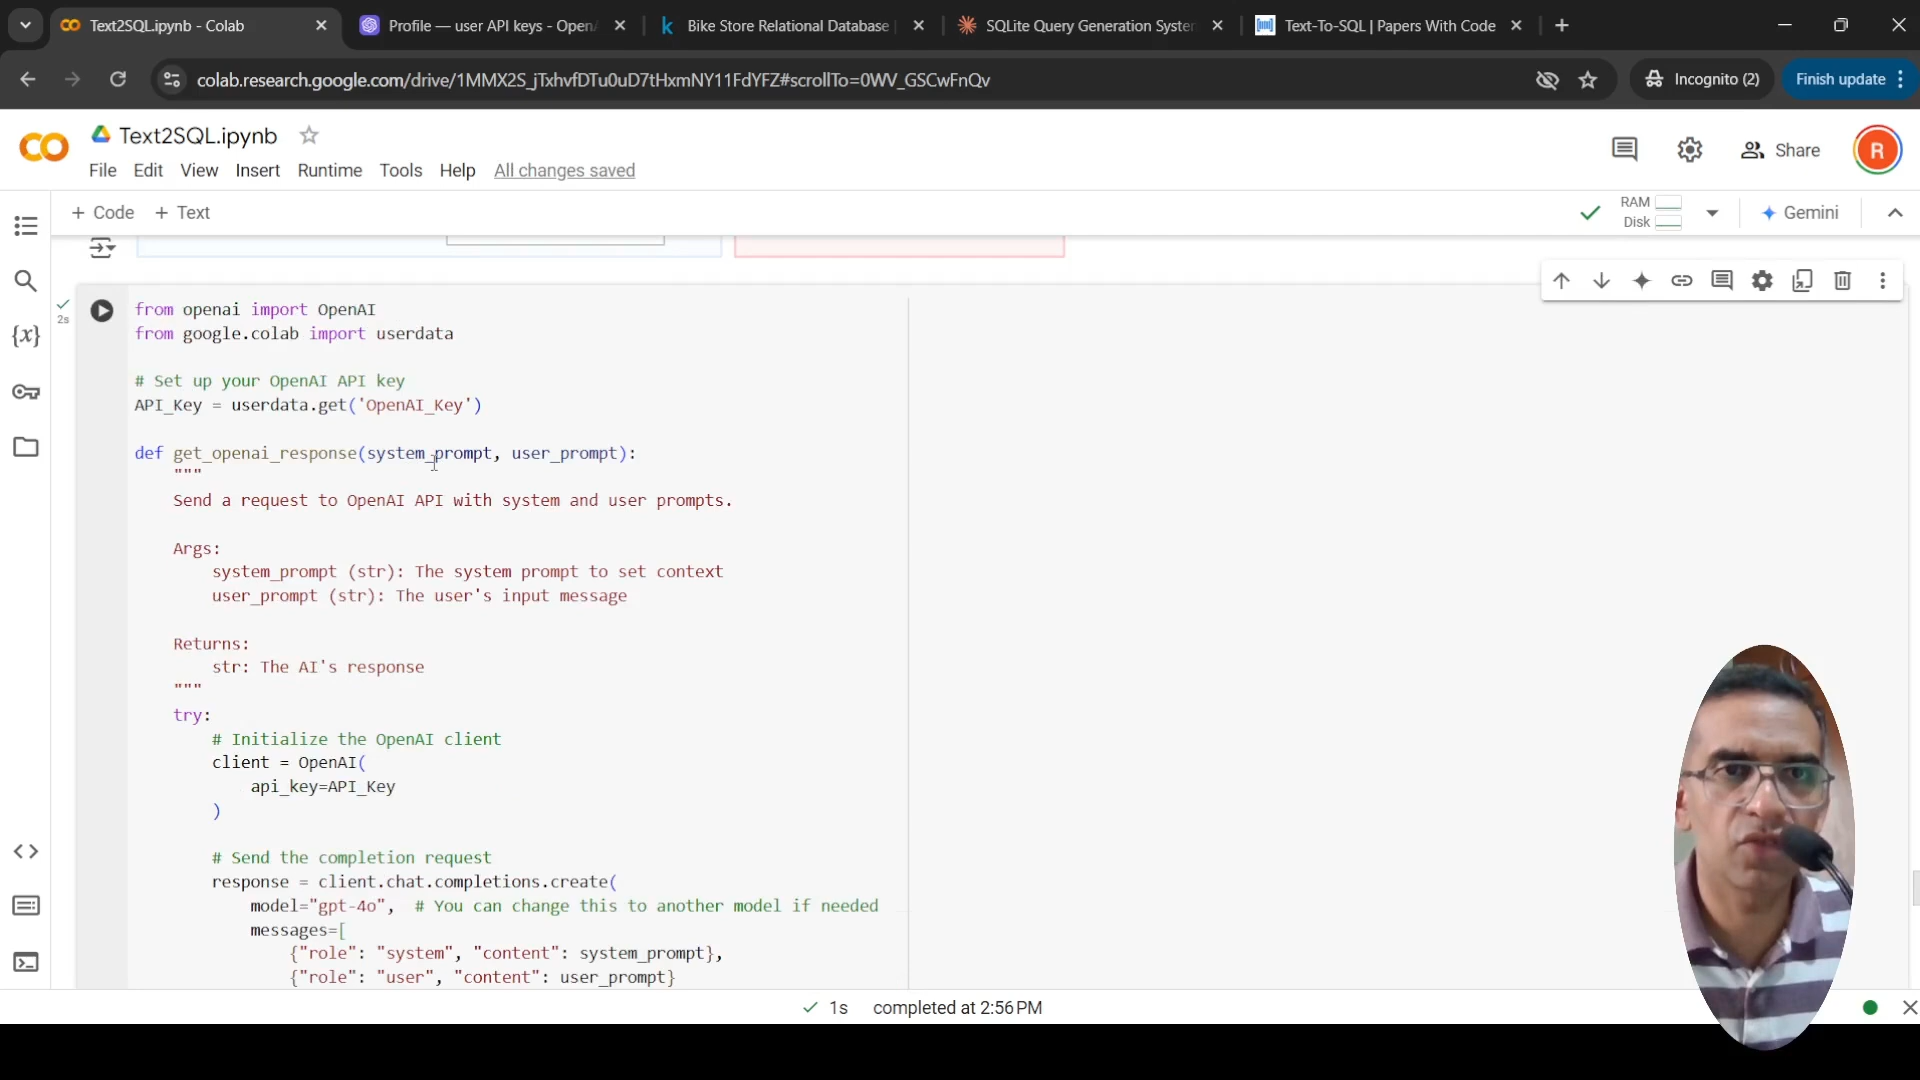 Text2SQL.ipynb - Colab
Profile — user API keys - Open
Bike Store Relational Database
SQLite Query Generation System
Text-To-SQL | Papers With Code
colab.research.google.com/drive/1MMX2S_jTxhvfDTu0uD7tHxmNY11FdYFZ#scrollTo=0WV_GSCwFnQv
Incognito (2)
Finish update
CO
Text2SQL.ipynb
File Edit View Insert Runtime Tools Help All changes saved
Share
R
+ Code + Text
RAM
Disk
Gemini
2s
from openai import OpenAI
from google.colab import userdata
# Set up your OpenAI API key
API_Key = userdata.get('OpenAI_Key')
def get_openai_response(system_prompt, user_prompt):
"""
Send a request to OpenAI API with system and user prompts.
Args:
system_prompt (str): The system prompt to set context
user_prompt (str): The user's input message
Returns:
str: The AI's response
"""
try:
# Initialize the OpenAI client
client = OpenAI(
api_key=API_Key
)
# Send the completion request
response = client.chat.completions.create(
model="gpt-4o", # You can change this to another model if needed
messages=[
{"role": "system", "content": system_prompt},
{"role": "user", "content": user_prompt}
1s completed at 2:56 PM